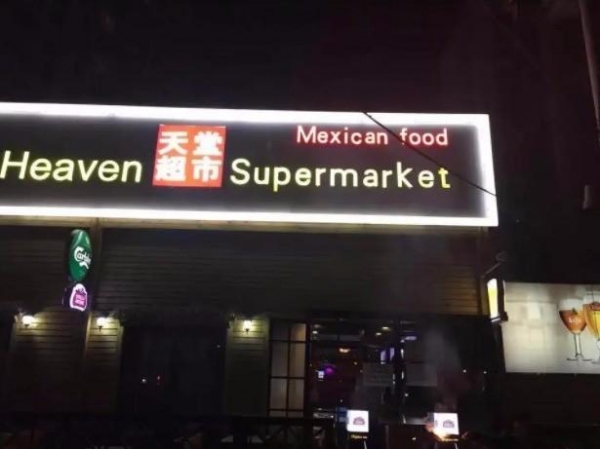 Mexican food
Heaven
天堂
超市
Supermarket